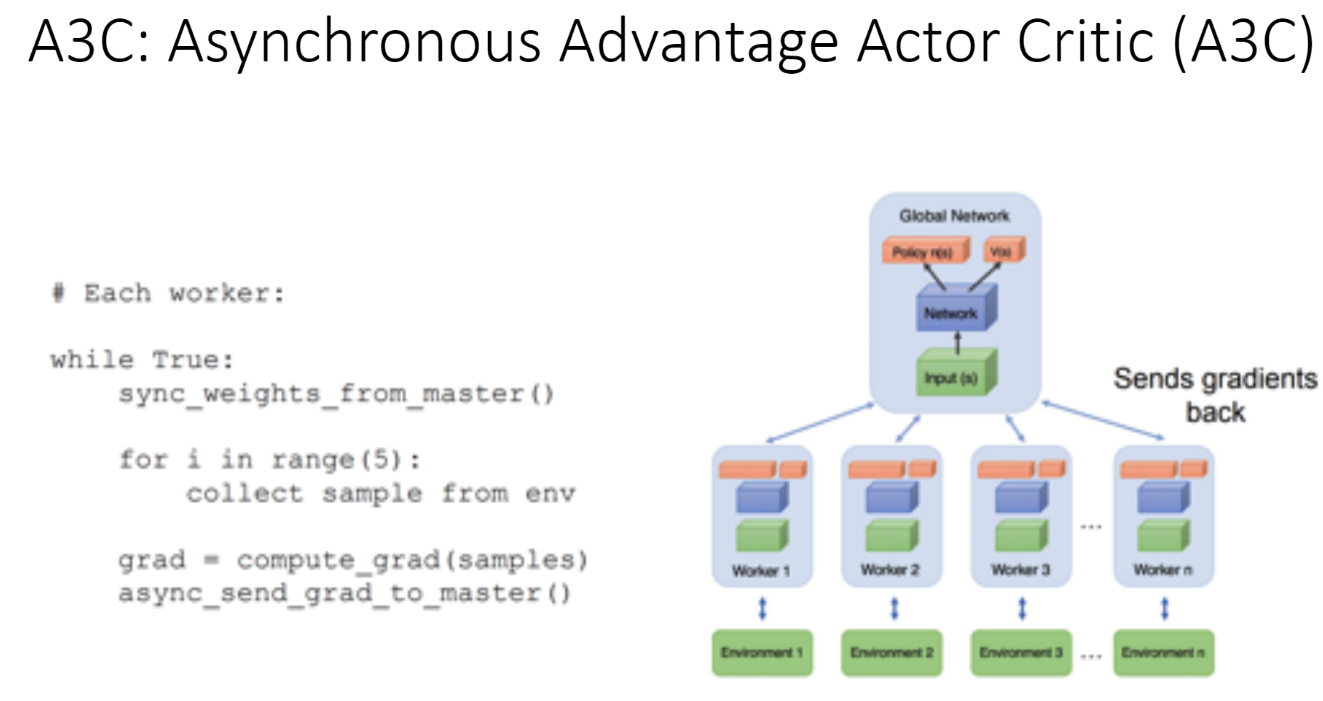 A3C: Asynchronous Advantage Actor Critic (A3C)
# Each worker:
while True:
sync_weights_from_master()
for i in range(5):
collect sample from env
grad = compute_grad(samples)
async_send_grad_to_master()
Global Network
Policy π(s) V(s)
Network
Input (s)
Sends gradients
back
Worker 1 Worker 2 Worker 3 ... Worker n
Environment 1 Environment 2 Environment 3 ... Environment n